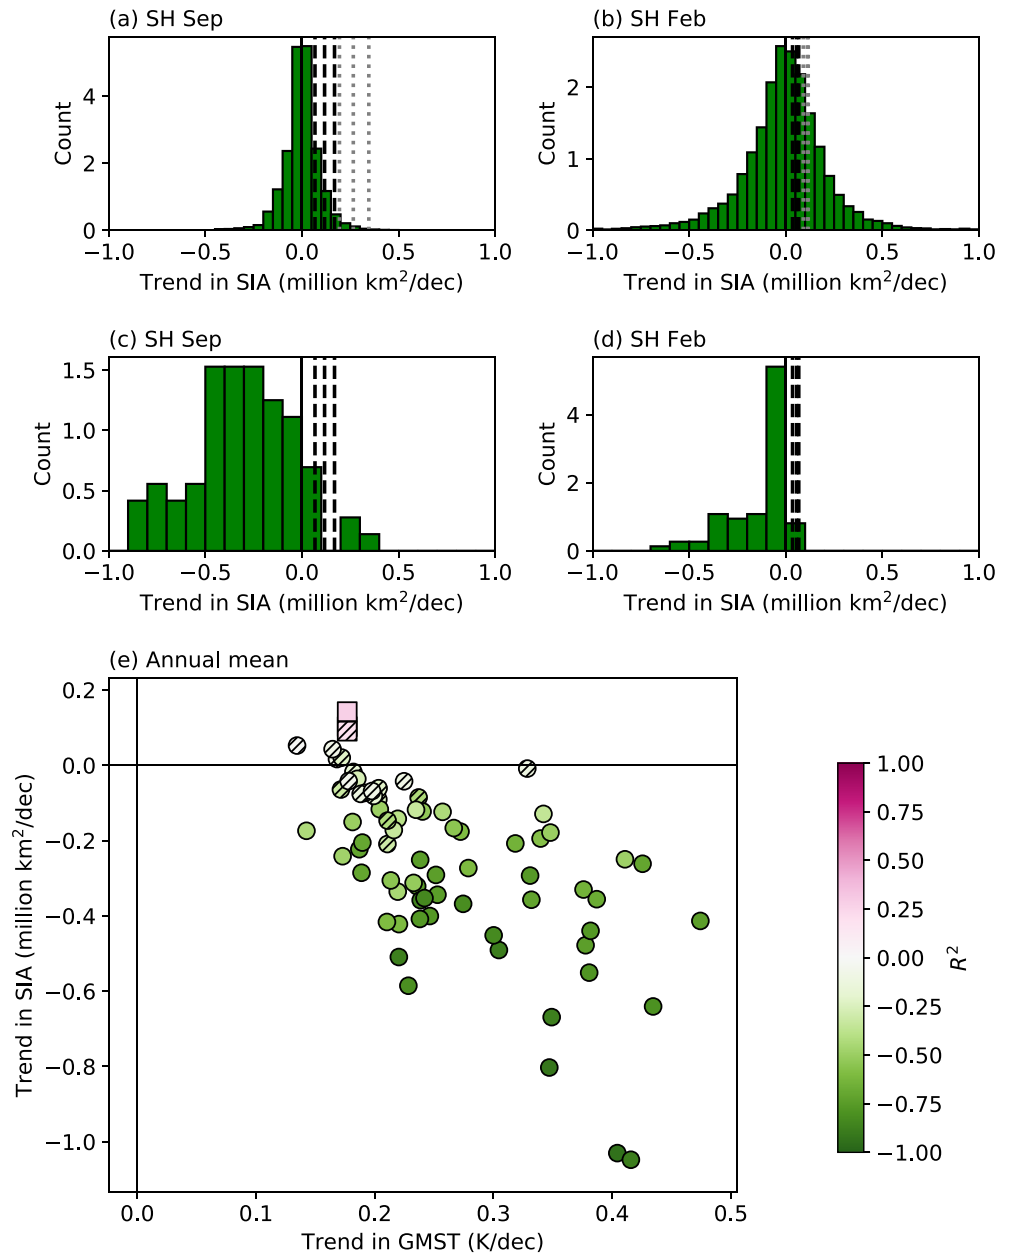 (a) SH Sep
(b) SH Feb
Count
4
2
0
−1.0 −0.5 0.0 0.5 1.0
Trend in SIA (million km²/dec)
Count
2
1
0
−1.0 −0.5 0.0 0.5 1.0
Trend in SIA (million km²/dec)
(c) SH Sep
(d) SH Feb
Count
1.5
1.0
0.5
0.0
−1.0 −0.5 0.0 0.5 1.0
Trend in SIA (million km²/dec)
Count
4
2
0
−1.0 −0.5 0.0 0.5 1.0
Trend in SIA (million km²/dec)
(e) Annual mean
Trend in SIA (million km²/dec)
0.2
0.0
−0.2
−0.4
−0.6
−0.8
−1.0
0.0 0.1 0.2 0.3 0.4 0.5
Trend in GMST (K/dec)
1.00
0.75
0.50
0.25
0.00
−0.25
−0.50
−0.75
−1.00
R²